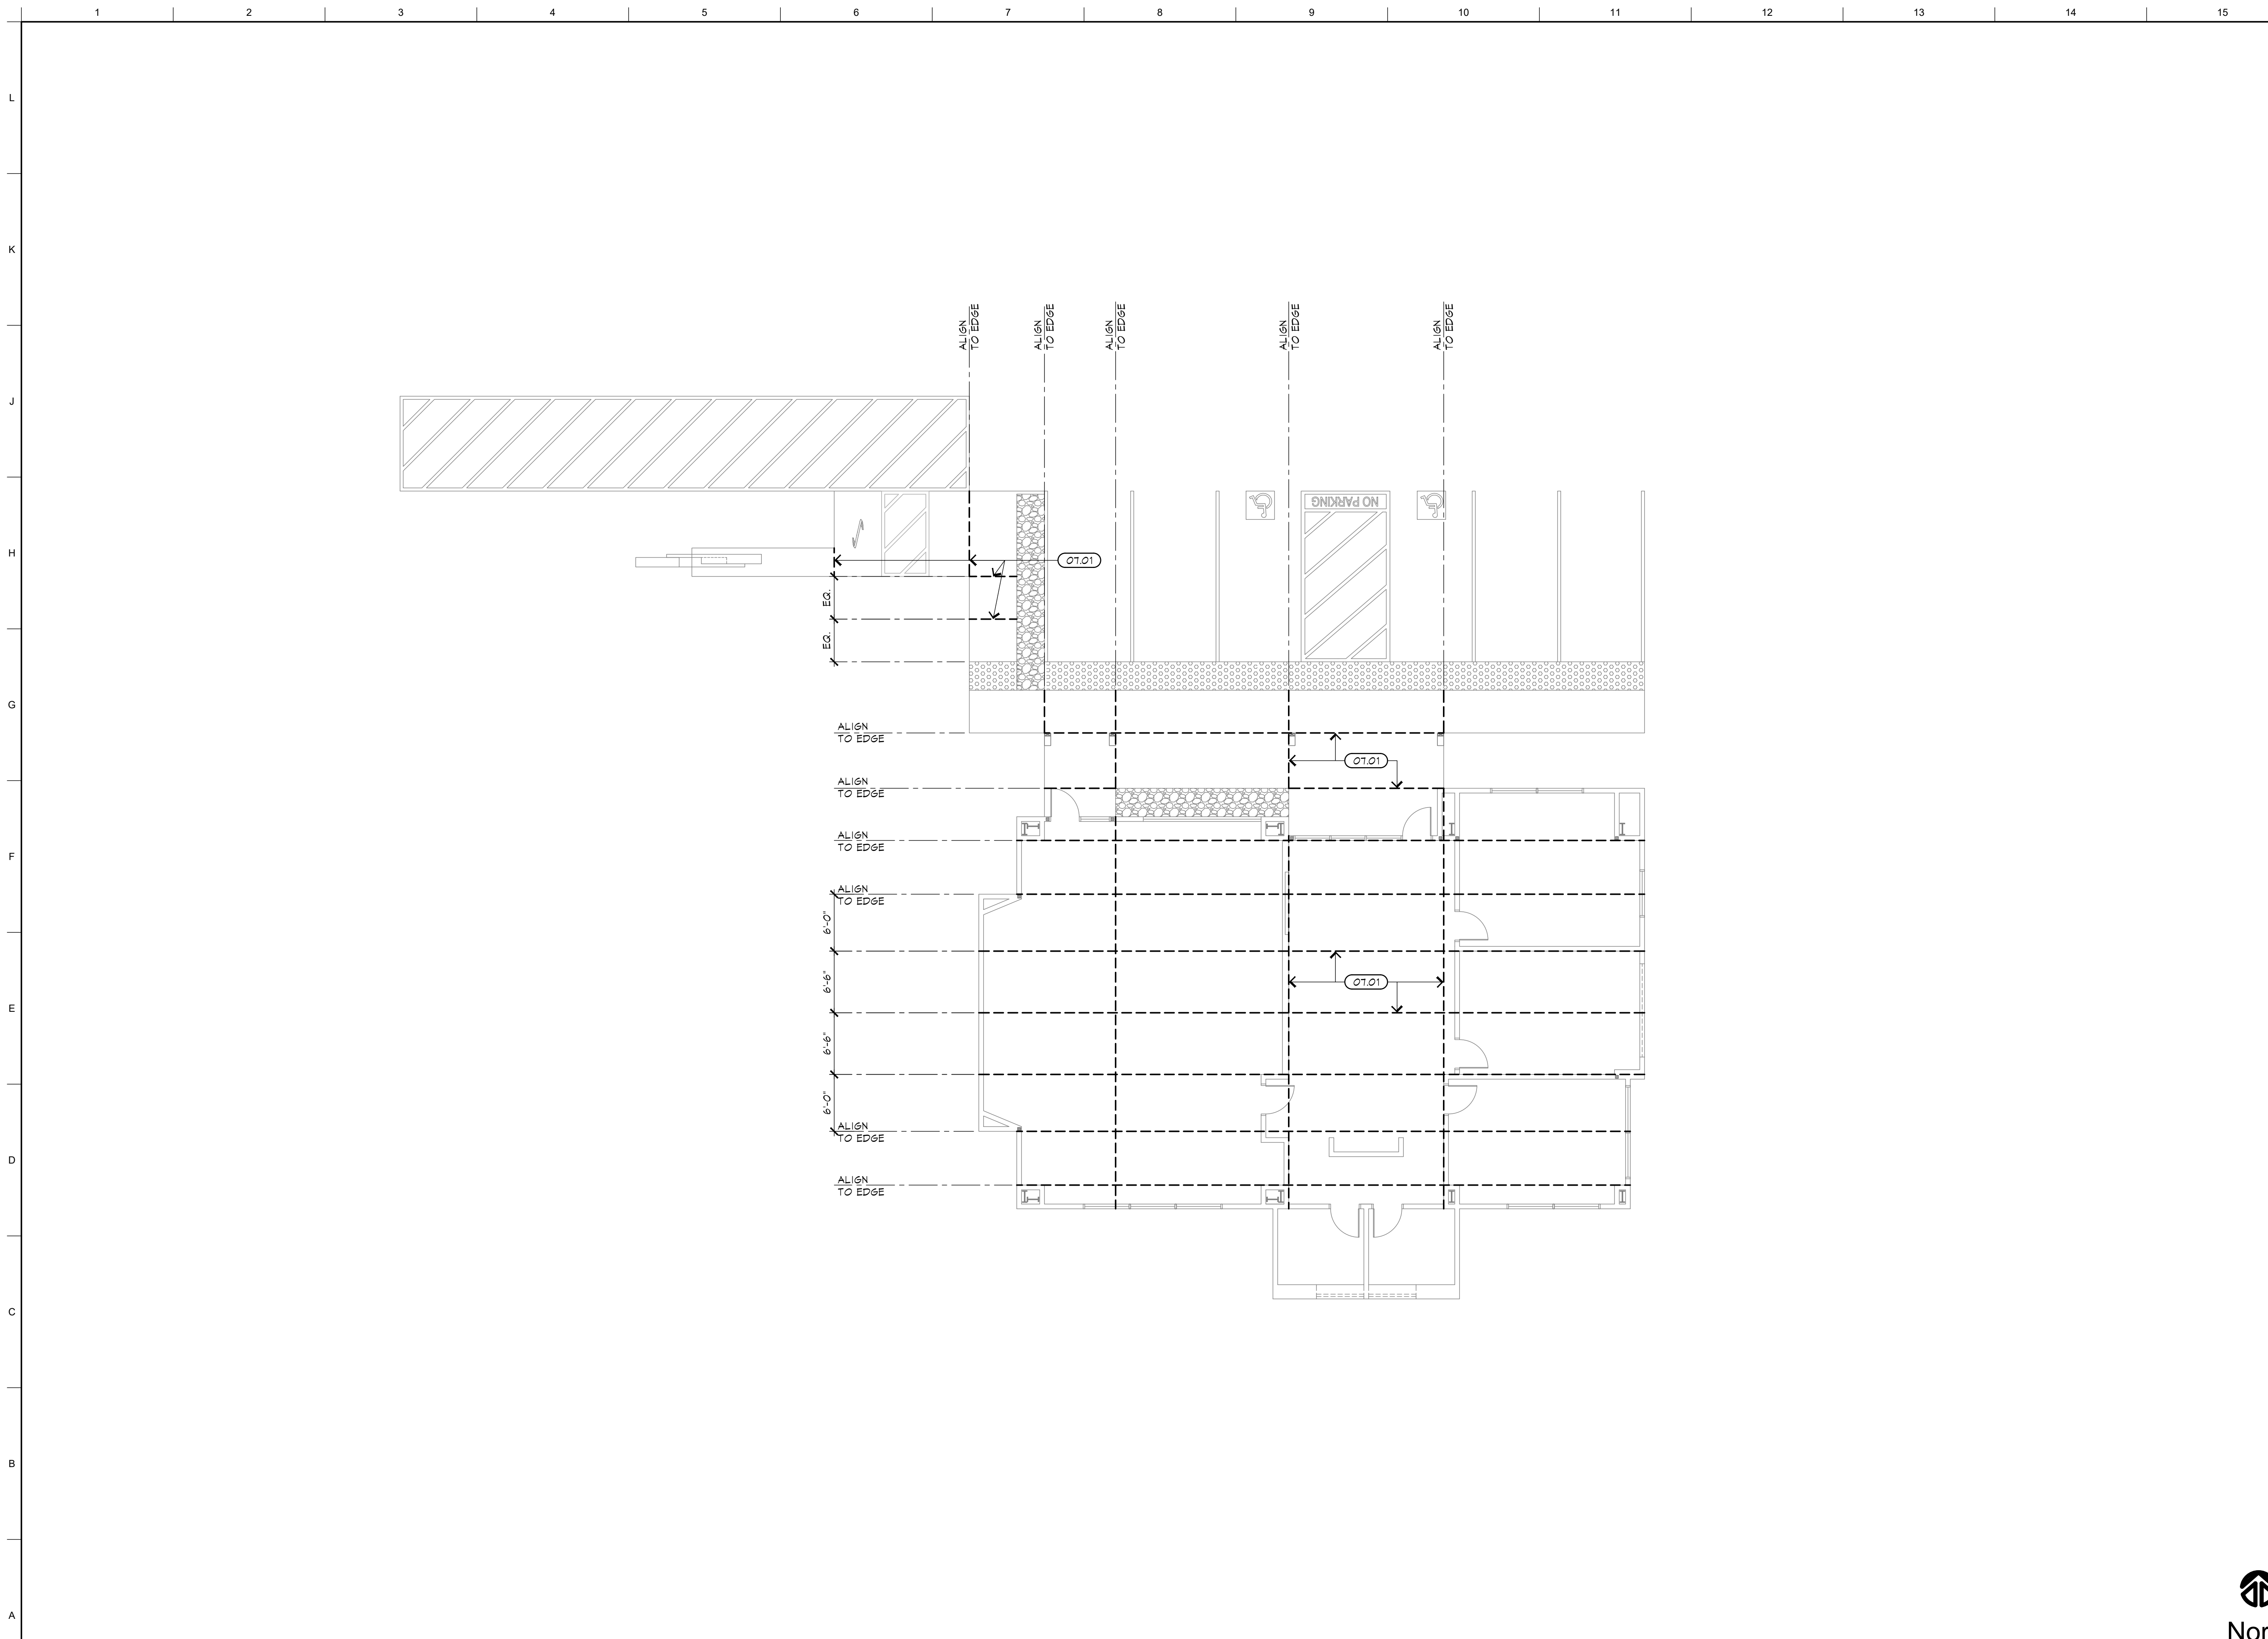 1 2 3 4 5 6 7 8 9 10 11 12 13 14 15
L
K
J
H
G
F
E
D
C
B
A
ALIGN
TO EDGE
ALIGN
TO EDGE
ALIGN
TO EDGE
ALIGN
TO EDGE
ALIGN
TO EDGE
NO PARKING
07.01
EQ.
EQ.
ALIGN
TO EDGE
07.01
ALIGN
TO EDGE
ALIGN
TO EDGE
ALIGN
TO EDGE
6'-0"
6'-6"
07.01
6'-6"
6'-0"
ALIGN
TO EDGE
ALIGN
TO EDGE